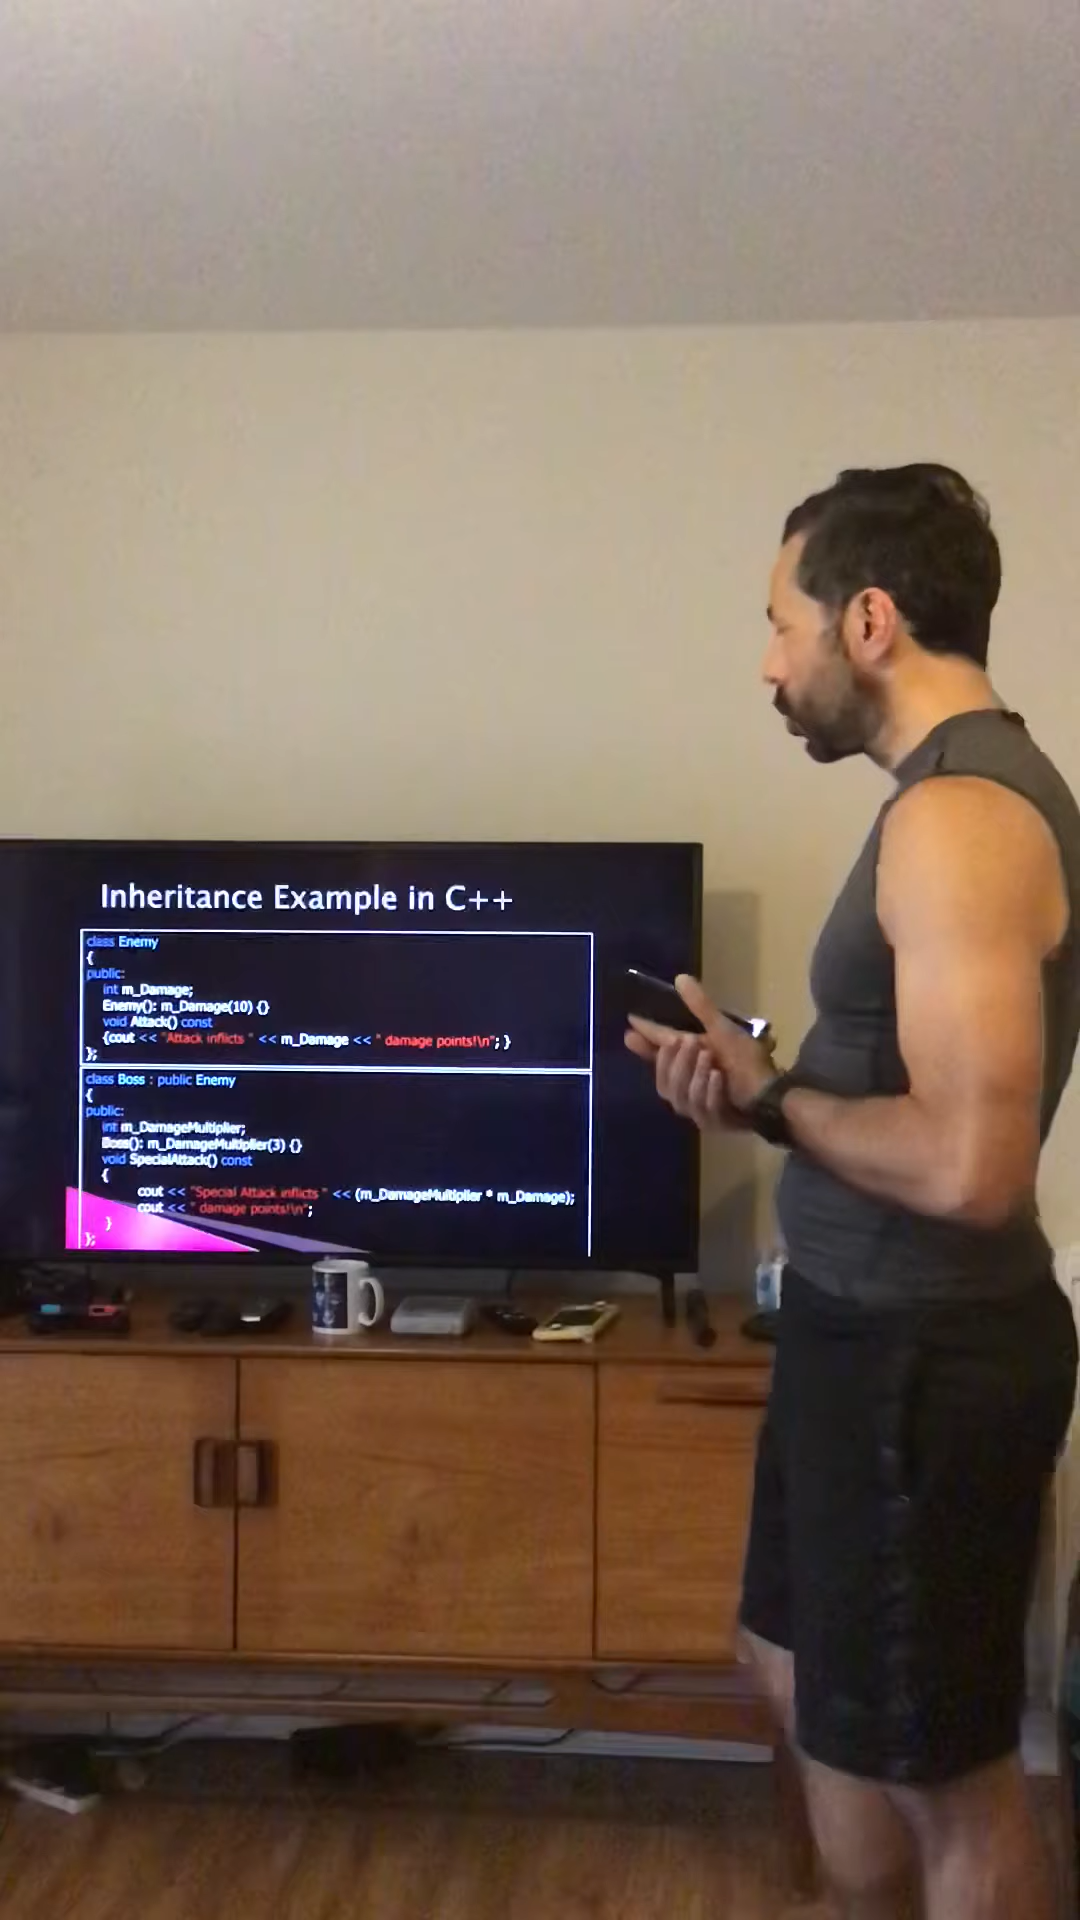 Inheritance Example in C++
class Enemy
{
public:
int m_Damage;
Enemy(): m_Damage(10) {}
void Attack() const
{cout << "Attack inflicts " << m_Damage << " damage points!\n"; }
};
class Boss : public Enemy
{
public:
int m_DamageMultiplier;
Boss(): m_DamageMultiplier(3) {}
void SpecialAttack() const
{
cout << "Special Attack inflicts " << (m_DamageMultiplier * m_Damage);
cout << " damage points!\n";
}
};